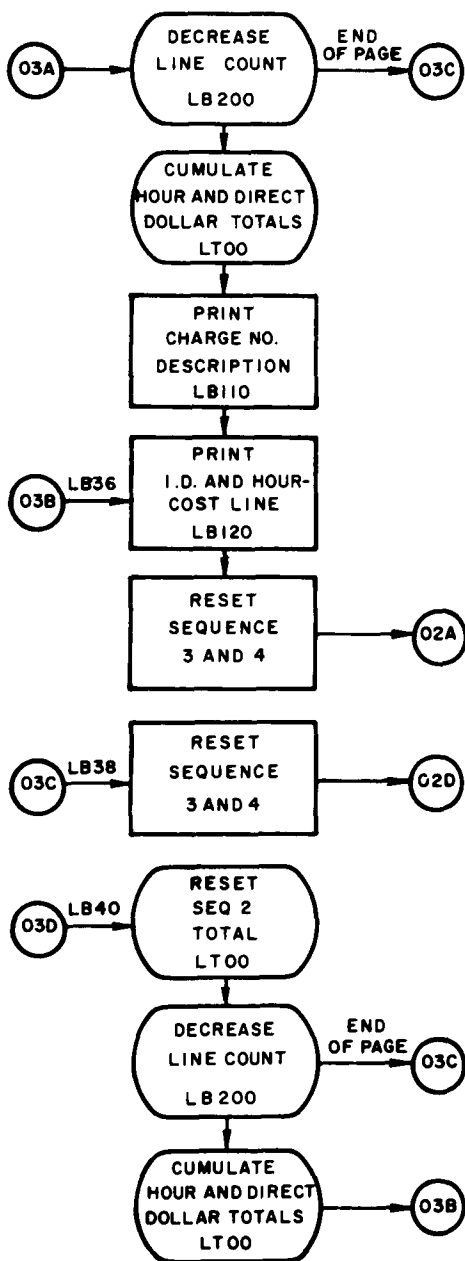 DECREASE
LINE COUNT
LB200
03A
END
OF PAGE
03C
CUMULATE
HOUR AND DIRECT
DOLLAR TOTALS
LT00
PRINT
CHARGE NO.
DESCRIPTION
LB110
03B
LB36
PRINT
I.D. AND HOUR-
COST LINE
LB120
RESET
SEQUENCE
3 AND 4
02A
03C
LB38
RESET
SEQUENCE
3 AND 4
02D
03D
LB40
RESET
SEQ 2
TOTAL
LT00
DECREASE
LINE COUNT
LB200
END
OF PAGE
03C
CUMULATE
HOUR AND DIRECT
DOLLAR TOTALS
LT00
03B